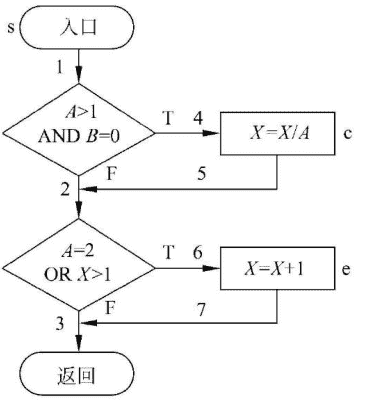 s 入口
1
A>1
AND B=0
T 4
X=X/A c
F
5
2
A=2
OR X>1
T 6
X=X+1 e
F
7
3
返回